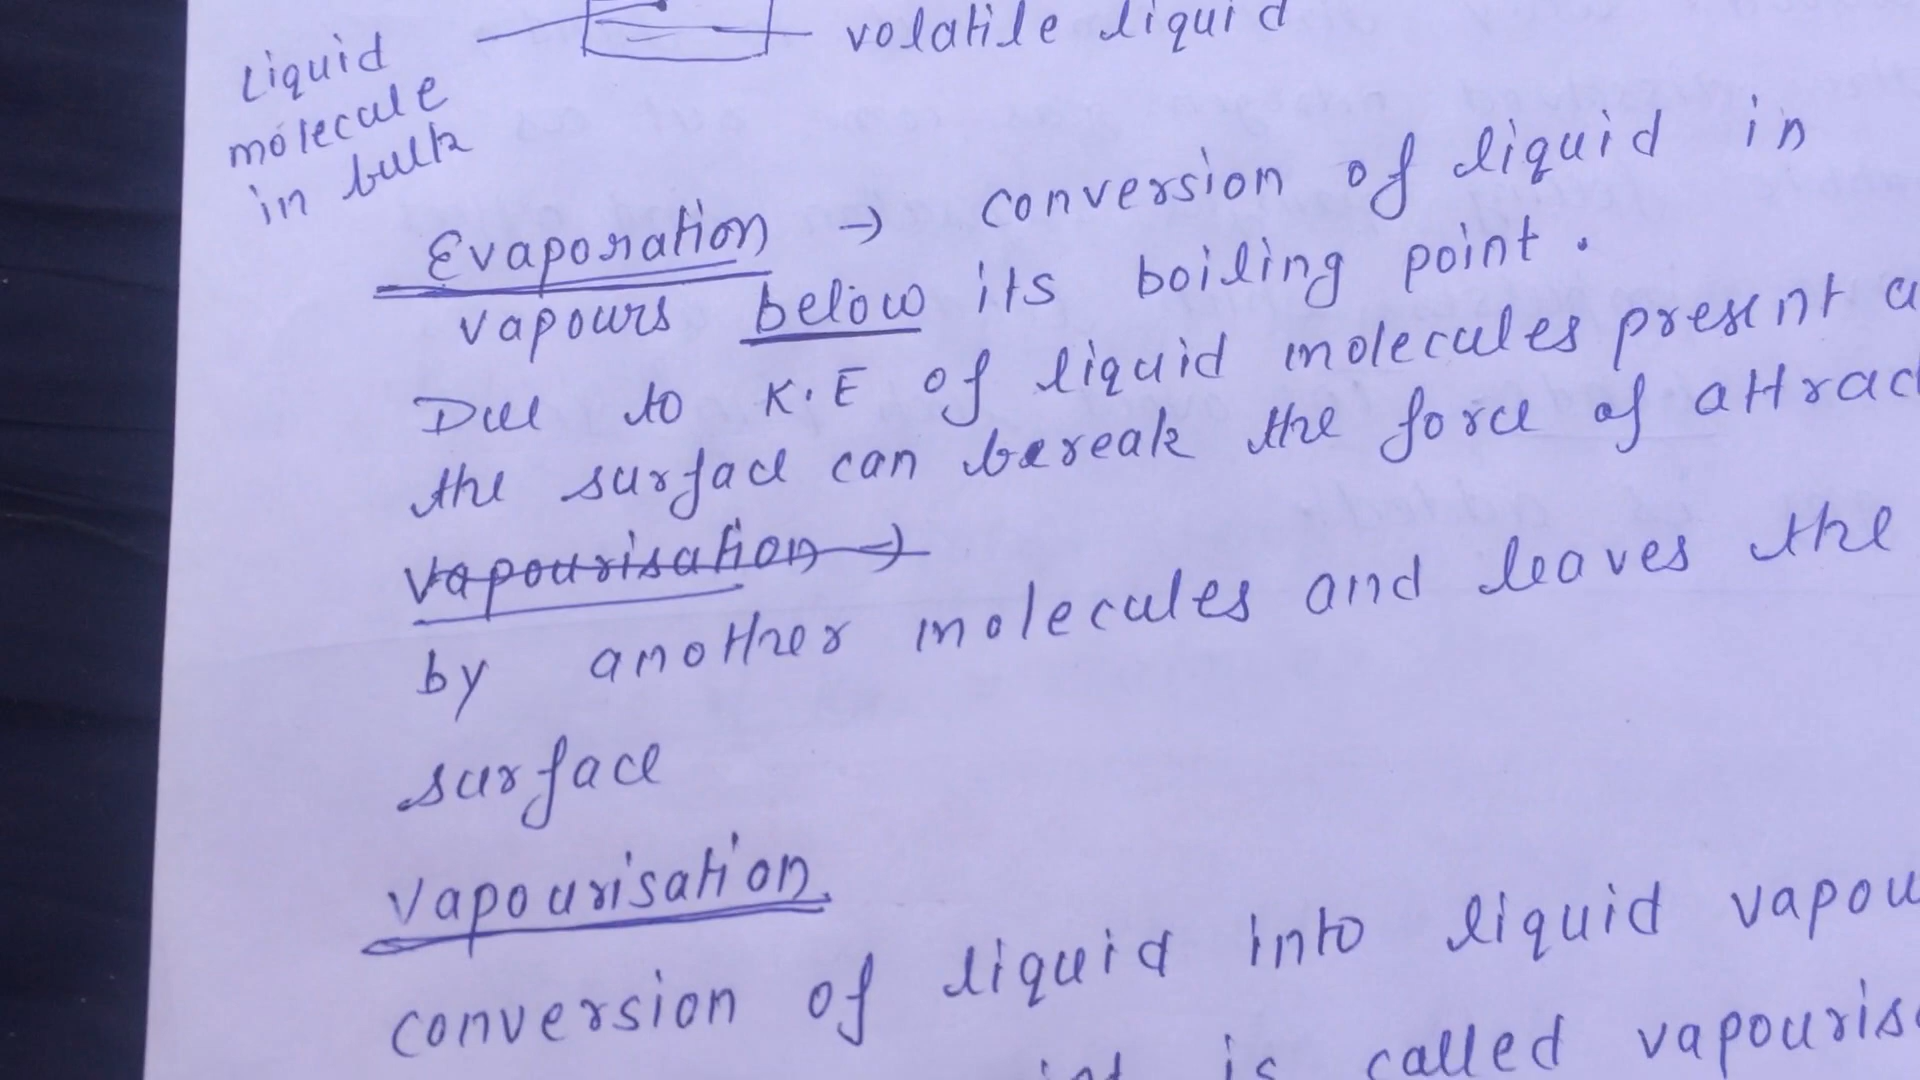 volatile liquid
Liquid
molecule
in bulk
Evaporation → conversion of liquid in
vapours below its boiling point.
Due to K.E of liquid molecules present a
the surface can bereak the force of attrac
Vapourisation →
by another molecules and leaves the
surface
Vapourisation
conversion of liquid into liquid vapou
is called vapouris